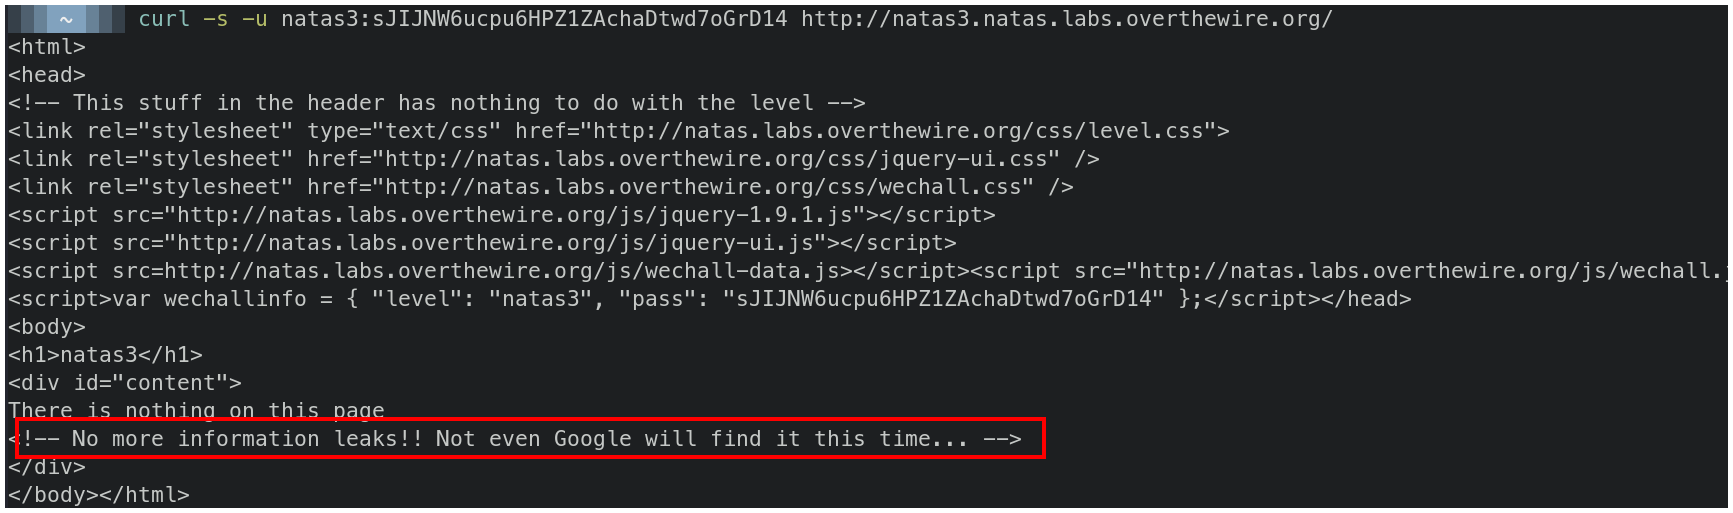 ~ curl -s -u natas3:sJIJNW6ucpu6HPZ1ZAchaDtwd7oGrD14 http://natas3.natas.labs.overthewire.org/
<html>
<head>
<!-- This stuff in the header has nothing to do with the level -->
<link rel="stylesheet" type="text/css" href="http://natas.labs.overthewire.org/css/level.css">
<link rel="stylesheet" href="http://natas.labs.overthewire.org/css/jquery-ui.css" />
<link rel="stylesheet" href="http://natas.labs.overthewire.org/css/wechall.css" />
<script src="http://natas.labs.overthewire.org/js/jquery-1.9.1.js"></script>
<script src="http://natas.labs.overthewire.org/js/jquery-ui.js"></script>
<script src=http://natas.labs.overthewire.org/js/wechall-data.js></script><script src="http://natas.labs.overthewire.org/js/wechall.j
<script>var wechallinfo = { "level": "natas3", "pass": "sJIJNW6ucpu6HPZ1ZAchaDtwd7oGrD14" };</script></head>
<body>
<h1>natas3</h1>
<div id="content">
There is nothing on this page
<!-- No more information leaks!! Not even Google will find it this time... -->
</div>
</body></html>